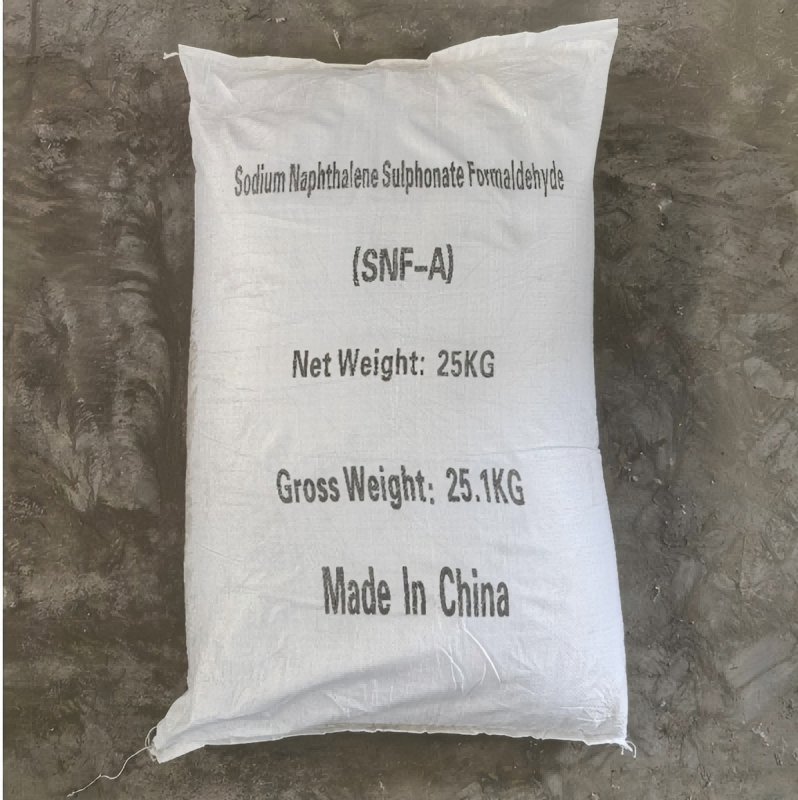 Sodium Naphthalene Sulphonate Formaldehyde
(SNF-A)
Net Weight: 25KG
Gross Weight: 25.1KG
Made In China